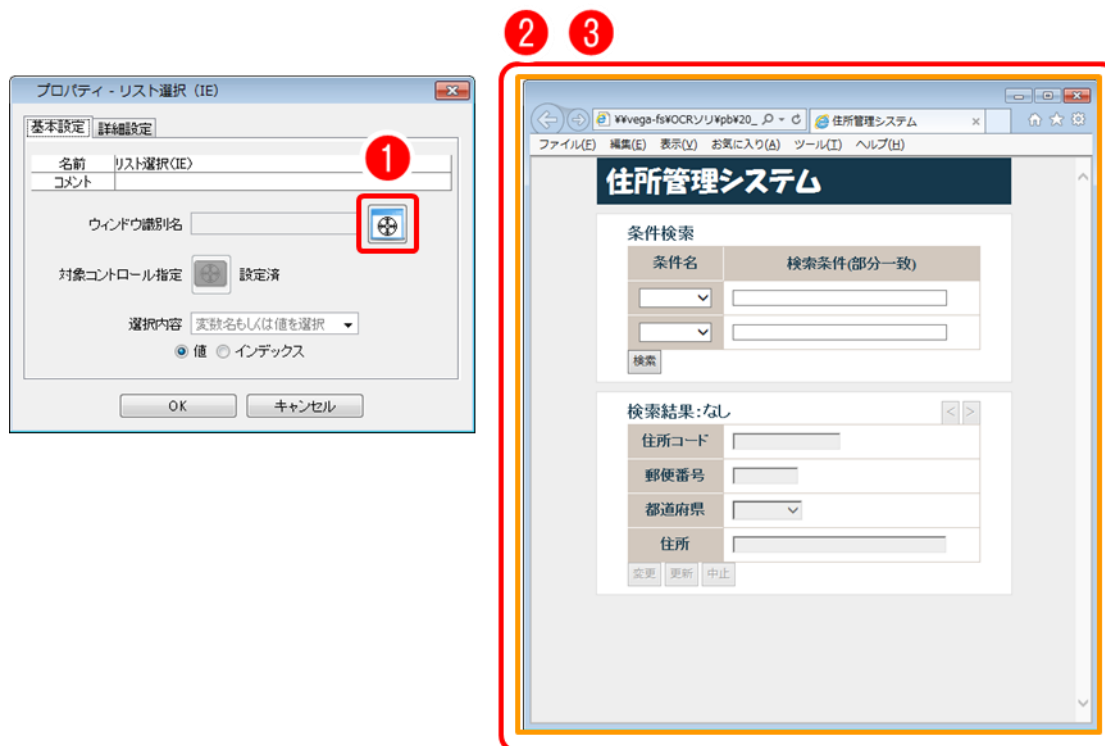 2 3
プロパティ - リスト選択 (IE)
基本設定 詳細設定
名前 リスト選択(IE)
コメント
1
ウィンドウ識別名
対象コントロール指定 設定済
選択内容 変数名もしくは値を選択
値 インデックス
OK キャンセル
¥¥vega-fs¥OCRソリ¥pb¥20_ 住所管理システム ×
ファイル(F) 編集(E) 表示(V) お気に入り(A) ツール(T) ヘルプ(H)
住所管理システム
条件検索
条件名 検索条件(部分一致)
検索
検索結果:なし < >
住所コード
郵便番号
都道府県
住所
変更 更新 中止